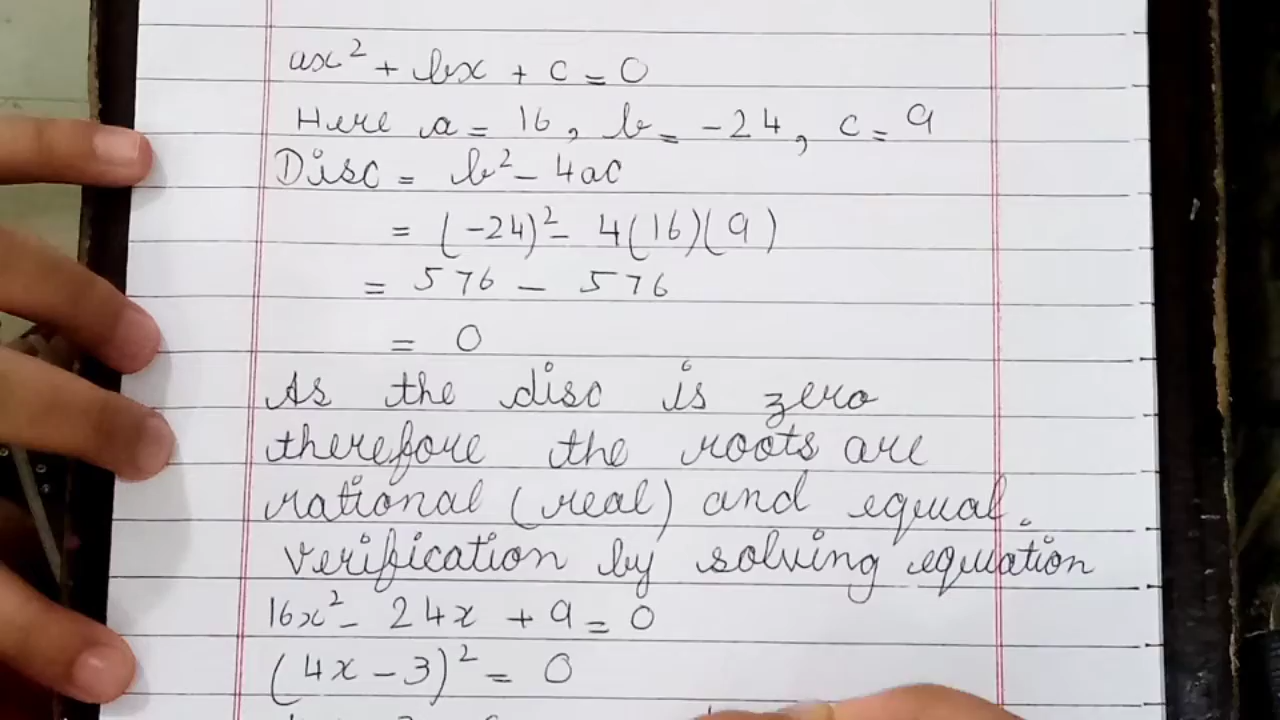 ax² + bx + c = 0
Here a = 16, b = -24, c = 9
Disc = b² - 4ac
= (-24)² - 4(16)(9)
= 576 - 576
= 0
As the disc is zero
therefore the roots are
rational (real) and equal.
verification by solving equation
16x² - 24x + 9 = 0
(4x - 3)² = 0